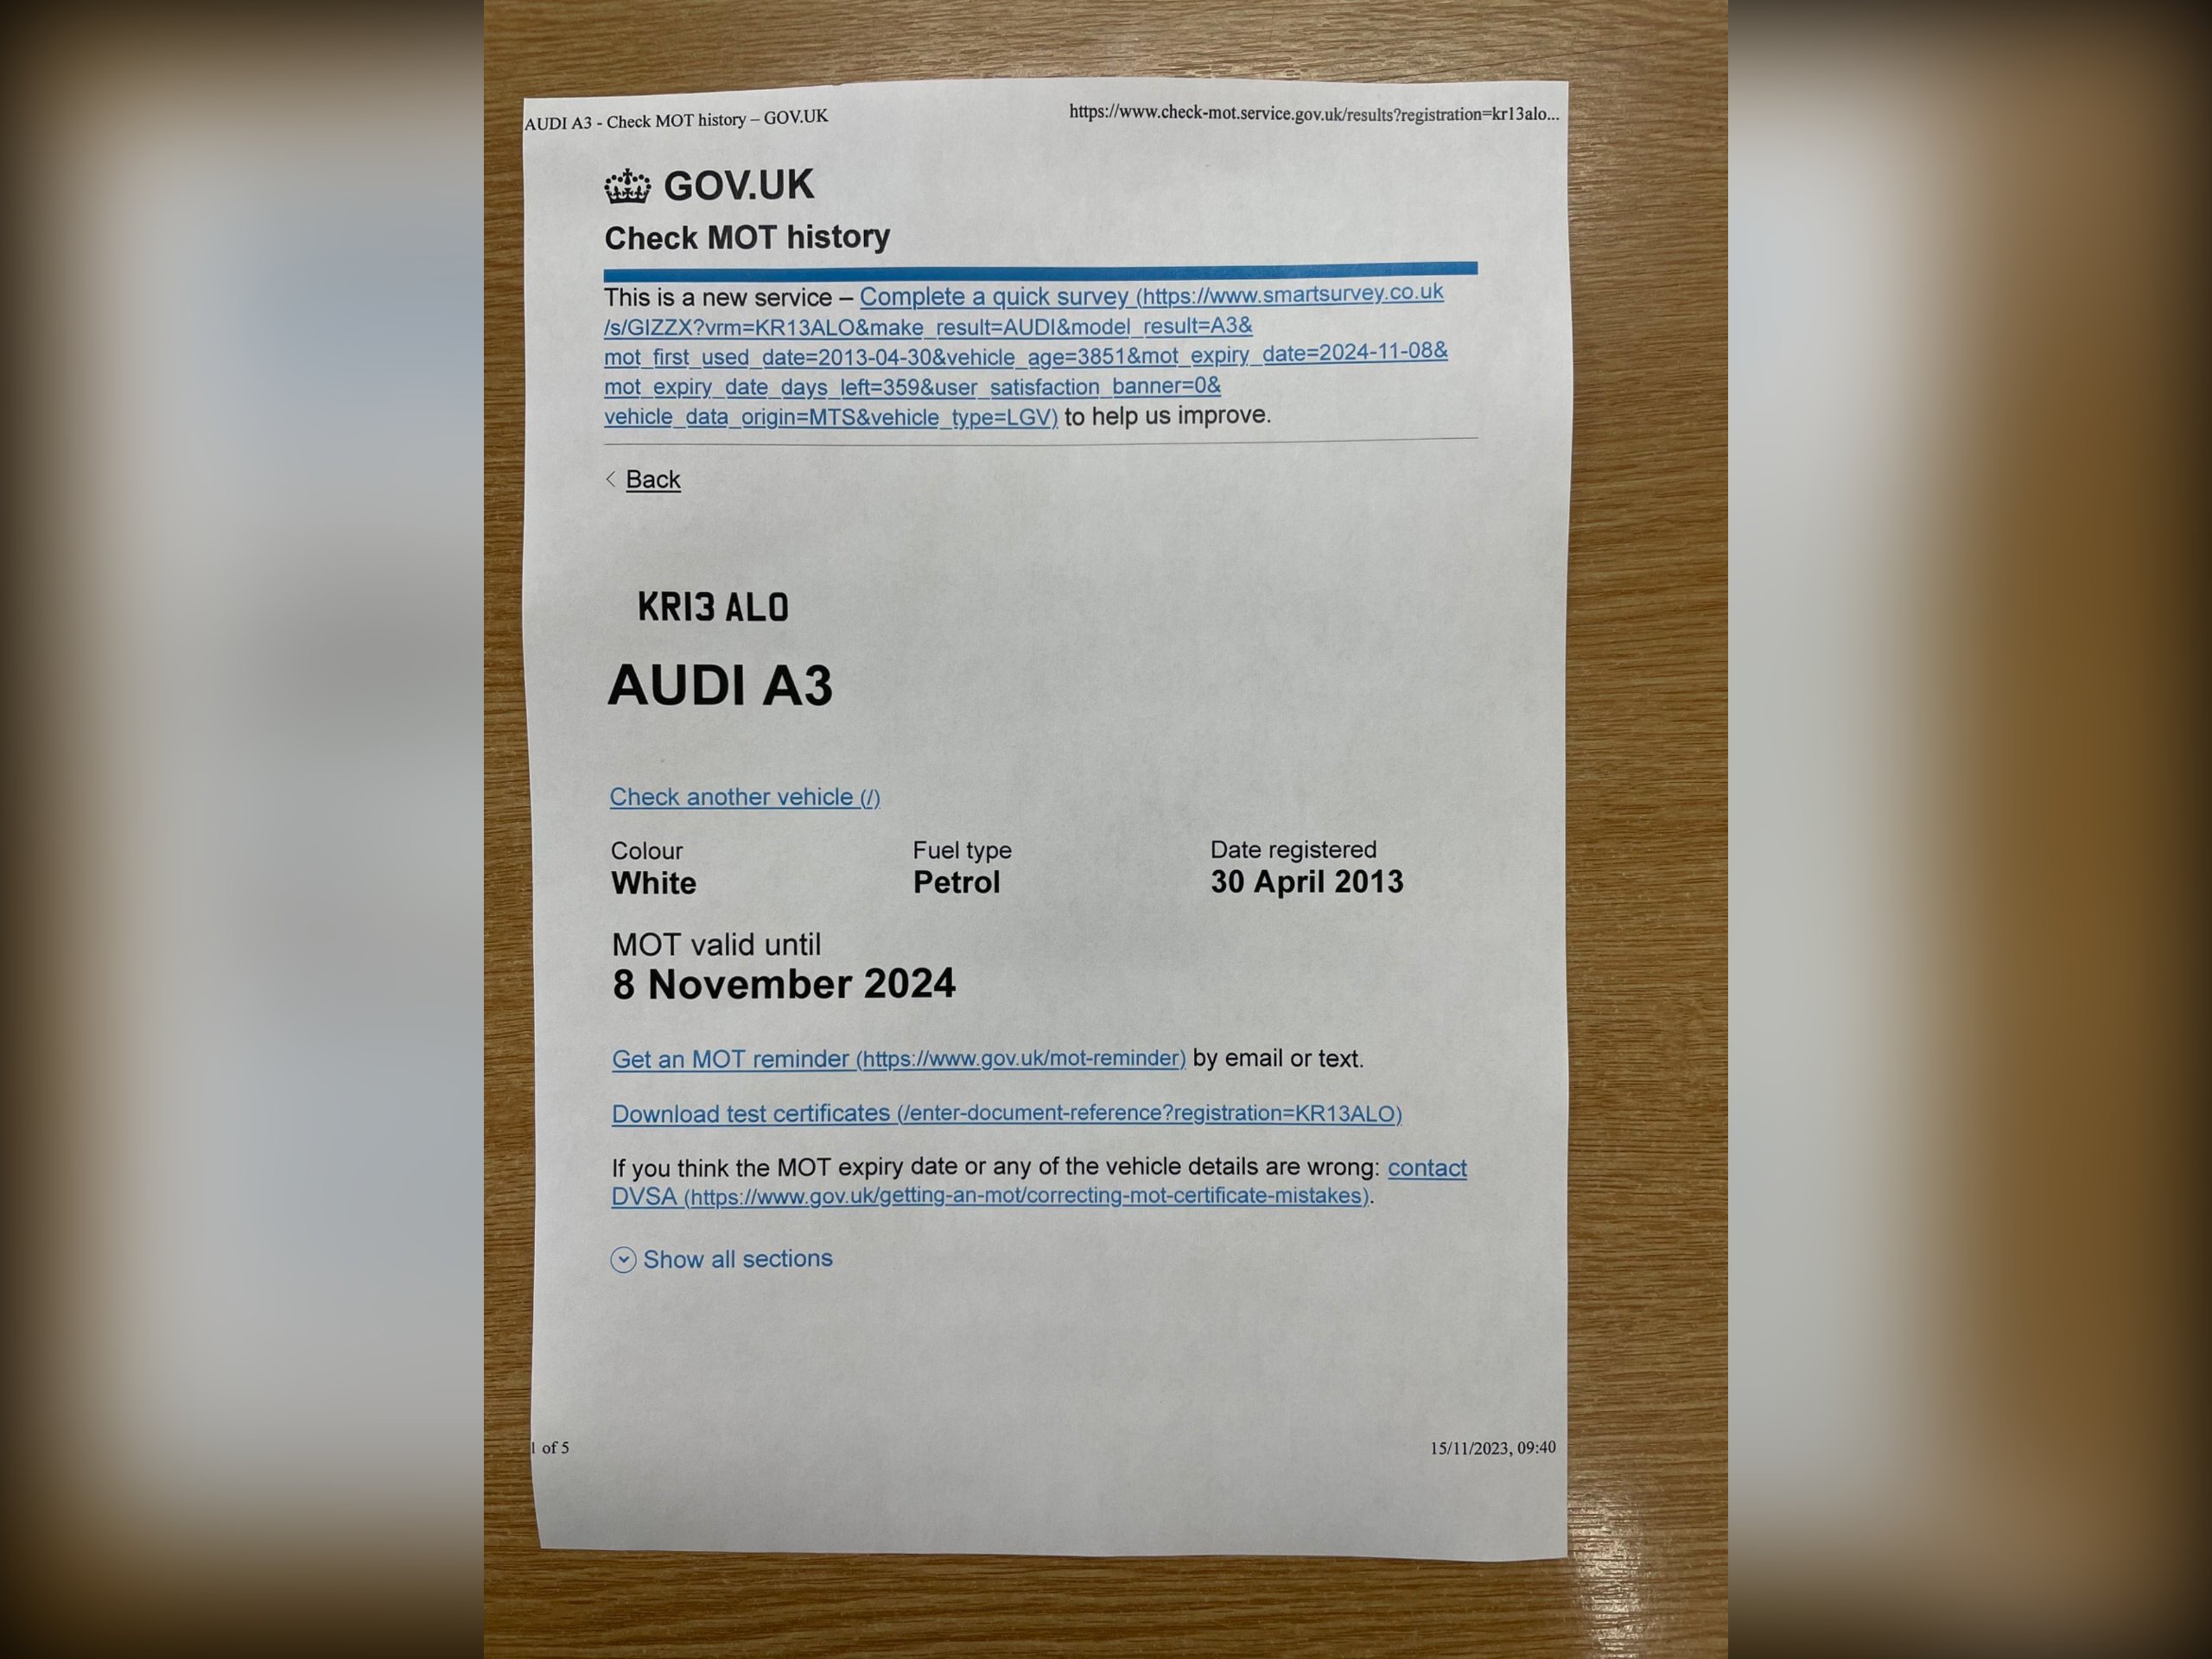 AUDI A3 - Check MOT history – GOV.UK
https://www.check-mot.service.gov.uk/results?registration=kr13alo...
GOV.UK
Check MOT history
This is a new service – Complete a quick survey (https://www.smartsurvey.co.uk
/s/GIZZX?vrm=KR13ALO&make_result=AUDI&model_result=A3&
mot_first_used_date=2013-04-30&vehicle_age=3851&mot_expiry_date=2024-11-08&
mot_expiry_date_days_left=359&user_satisfaction_banner=0&
vehicle_data_origin=MTS&vehicle_type=LGV) to help us improve.
Back
KR13 ALO
AUDI A3
Check another vehicle (/)
Colour Fuel type Date registered
White Petrol 30 April 2013
MOT valid until
8 November 2024
Get an MOT reminder (https://www.gov.uk/mot-reminder) by email or text.
Download test certificates (/enter-document-reference?registration=KR13ALO)
If you think the MOT expiry date or any of the vehicle details are wrong: contact
DVSA (https://www.gov.uk/getting-an-mot/correcting-mot-certificate-mistakes).
Show all sections
1 of 5
15/11/2023, 09:40